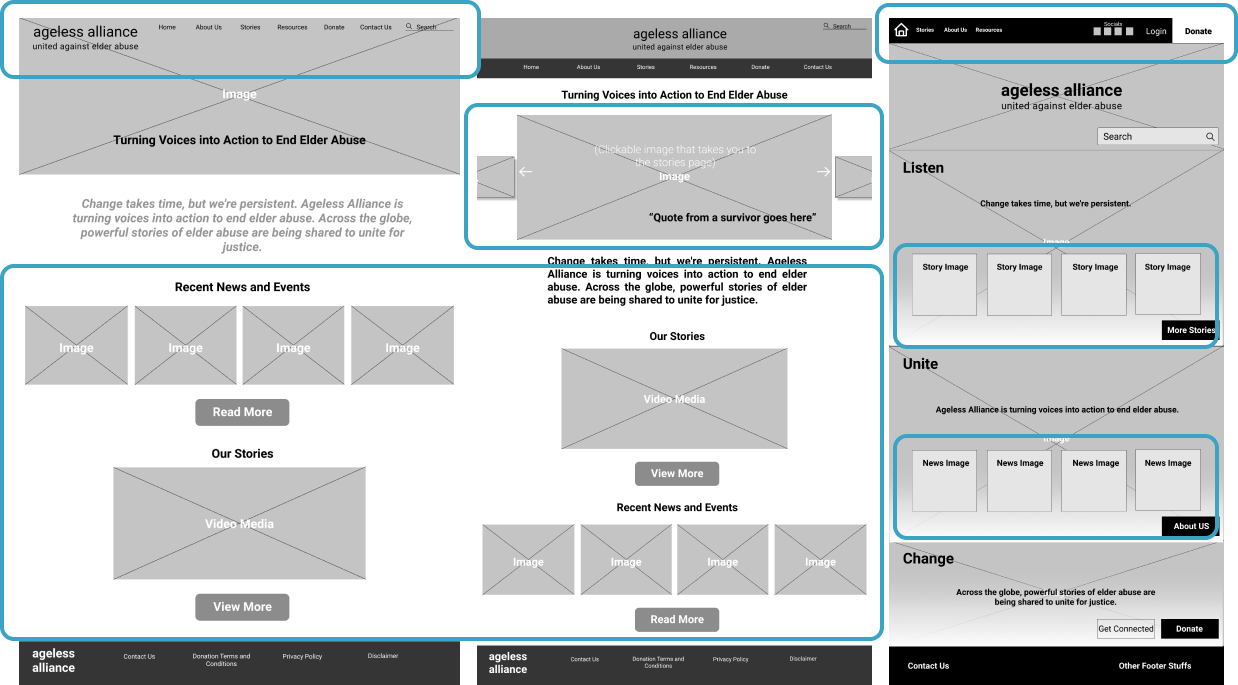 ageless alliance
united against elder abuse
Home
About Us
Stories
Resources
Donate
Contact Us
Search
Image
Turning Voices into Action to End Elder Abuse
Change takes time, but we're persistent. Ageless Alliance is
turning voices into action to end elder abuse. Across the globe,
powerful stories of elder abuse are being shared to unite for
justice.
Recent News and Events
Image
Image
Image
Image
Read More
Our Stories
Video Media
View More
ageless
alliance
Contact Us
Donation Terms and
Conditions
Privacy Policy
Disclaimer
ageless alliance
united against elder abuse
Search
Home
About Us
Stories
Resources
Donate
Contact Us
Turning Voices into Action to End Elder Abuse
(Clickable image that takes you to
the stories page)
Image
“Quote from a survivor goes here”
Change takes time, but we're persistent. Ageless
Alliance is turning voices into action to end elder
abuse. Across the globe, powerful stories of elder
abuse are being shared to unite for justice.
Our Stories
Video Media
View More
Recent News and Events
Image
Image
Image
Image
Read More
ageless
alliance
Contact Us
Donation Terms and
Conditions
Privacy Policy
Disclaimer
Stories
About Us
Resources
Socials
Login
Donate
ageless alliance
united against elder abuse
Search
Listen
Change takes time, but we're persistent.
Image
Story Image
Story Image
Story Image
Story Image
More Stories
Unite
Ageless Alliance is turning voices into action to end elder abuse.
Image
News Image
News Image
News Image
News Image
About US
Change
Across the globe, powerful stories of elder abuse are
being shared to unite for justice.
Get Connected
Donate
Contact Us
Other Footer Stuffs